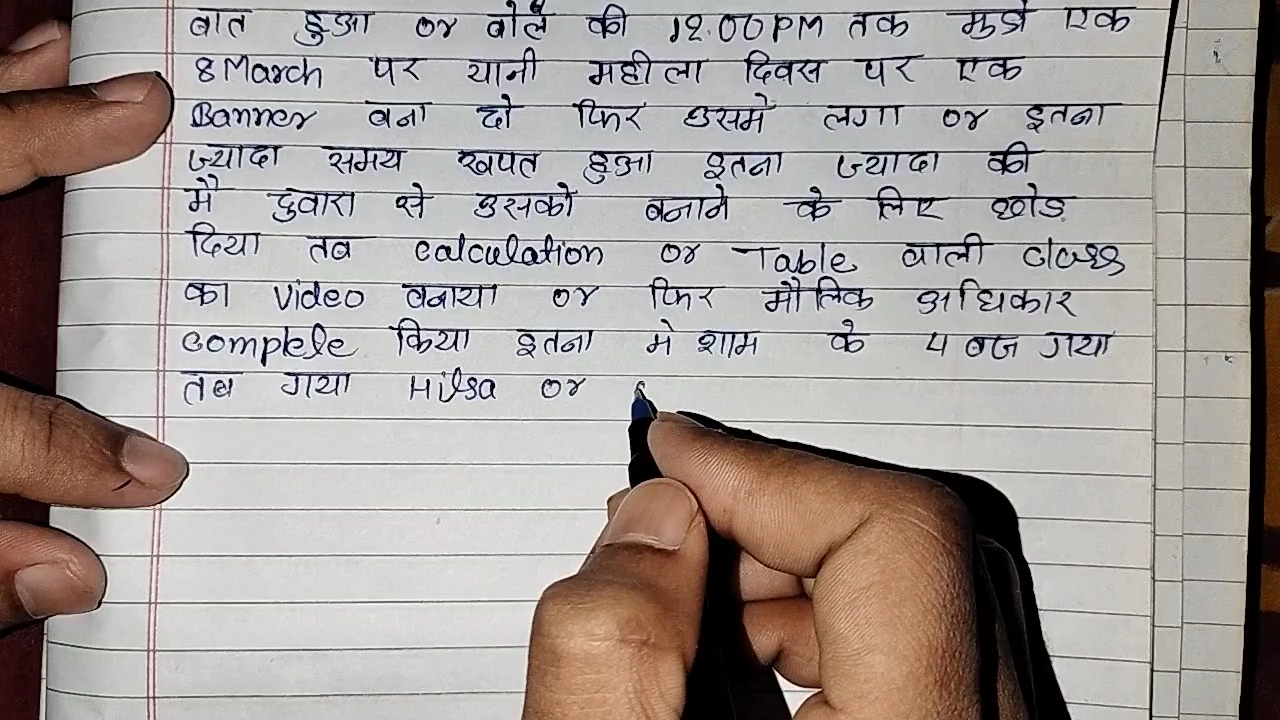 बात हुआ or बोले की 12.00PM तक मुझे एक
8 March पर यानी महीला दिवस पर एक
Banner बना दो फिर उसमे लगा or इतना
ज्यादा समय खपत हुआ इतना ज्यादा की
मै दुवारा से उसको बनाने के लिए छोड़
दिया तब calculation or Table वाली class
का video बनाया or फिर मौलिक अधिकार
complete किया इतना मे शाम के 4 बज गया
तब गया Hilsa or